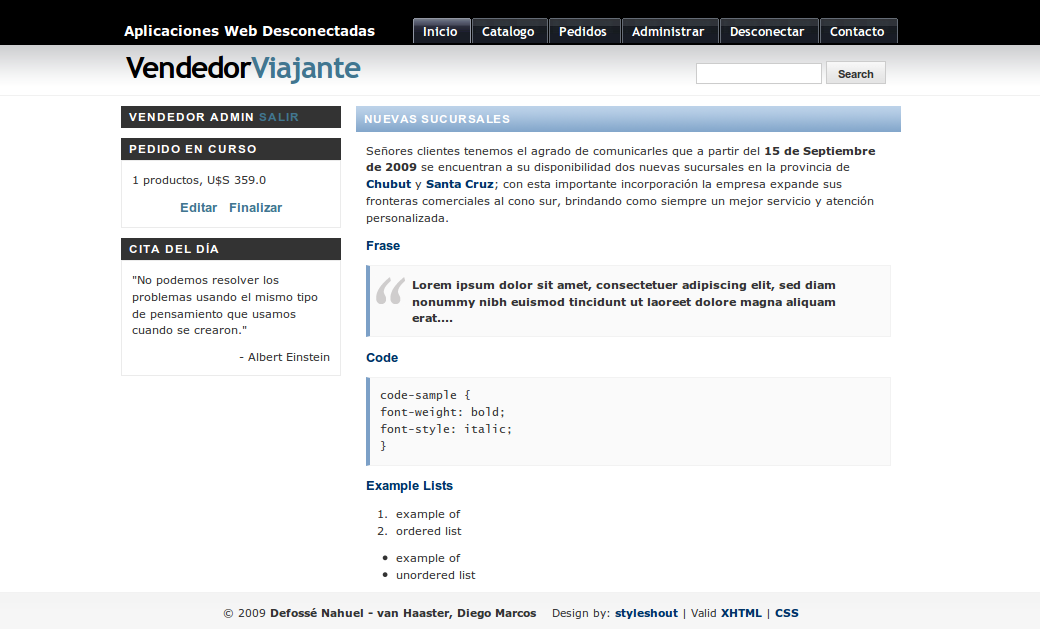 Aplicaciones Web Desconectadas
Inicio Catalogo Pedidos Administrar Desconectar Contacto
VendedorViajante
Search
VENDEDOR ADMIN SALIR
PEDIDO EN CURSO
1 productos, U$S 359.0
Editar Finalizar
CITA DEL DÍA
"No podemos resolver los
problemas usando el mismo tipo
de pensamiento que usamos
cuando se crearon."
- Albert Einstein
NUEVAS SUCURSALES
Señores clientes tenemos el agrado de comunicarles que a partir del 15 de Septiembre
de 2009 se encuentran a su disponibilidad dos nuevas sucursales en la provincia de
Chubut y Santa Cruz; con esta importante incorporación la empresa expande sus
fronteras comerciales al cono sur, brindando como siempre un mejor servicio y atención
personalizada.
Frase
“ Lorem ipsum dolor sit amet, consectetuer adipiscing elit, sed diam
nonummy nibh euismod tincidunt ut laoreet dolore magna aliquam
erat....
Code
code-sample {
font-weight: bold;
font-style: italic;
}
Example Lists
1. example of
2. ordered list
• example of
• unordered list
© 2009 Defossé Nahuel - van Haaster, Diego Marcos Design by: styleshout | Valid XHTML | CSS